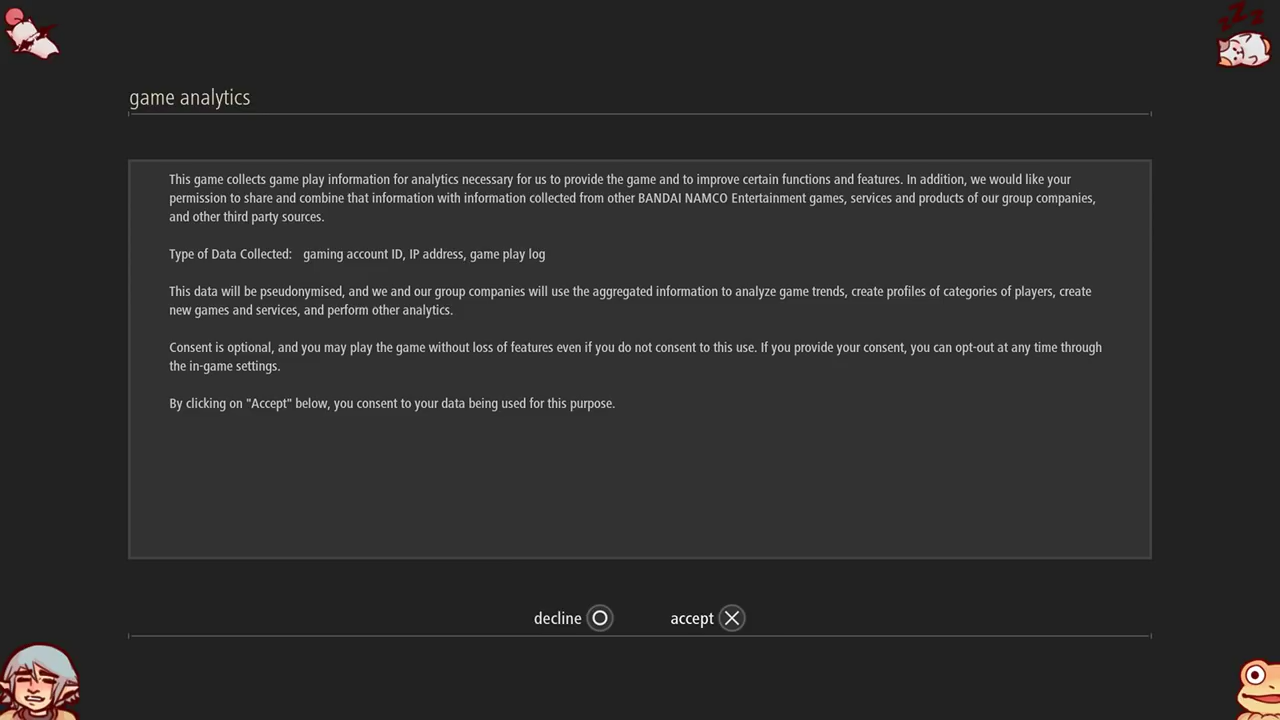 zzz
game analytics
This game collects game play information for analytics necessary for us to provide the game and to improve certain functions and features. In addition, we would like your
permission to share and combine that information with information collected from other BANDAI NAMCO Entertainment games, services and products of our group companies,
and other third party sources.
Type of Data Collected: gaming account ID, IP address, game play log
This data will be pseudonymised, and we and our group companies will use the aggregated information to analyze game trends, create profiles of categories of players, create
new games and services, and perform other analytics.
Consent is optional, and you may play the game without loss of features even if you do not consent to this use. If you provide your consent, you can opt-out at any time through
the in-game settings.
By clicking on "Accept" below, you consent to your data being used for this purpose.
decline accept